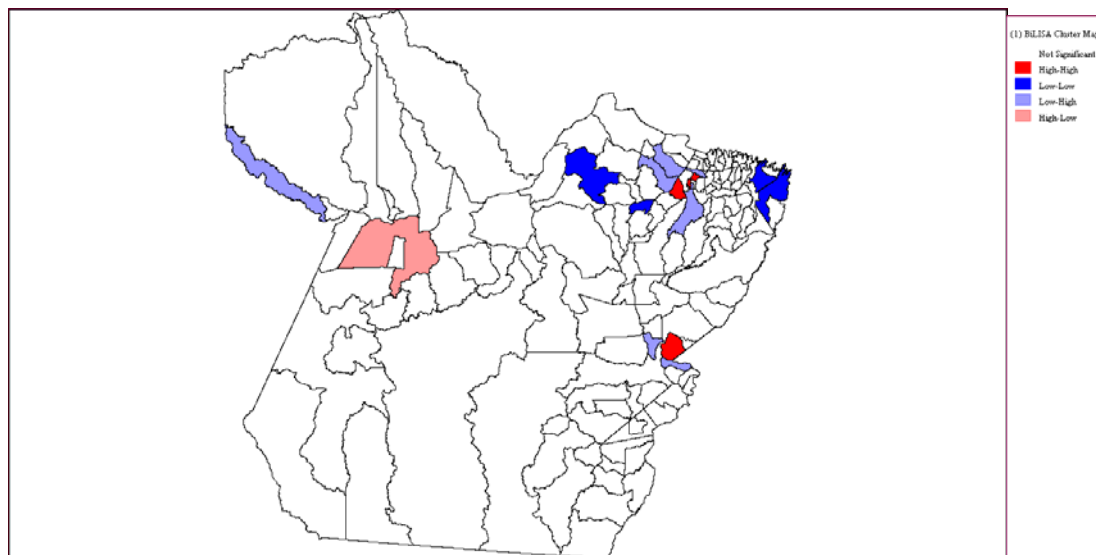 (1) BiLISA Cluster Map
Not Significant
High-High
Low-Low
Low-High
High-Low